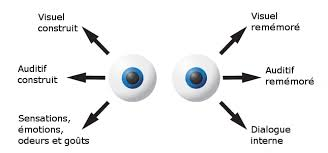 Visuel
construit
Visuel
remémoré
Auditif
construit
Auditif
remémoré
Sensations,
émotions,
odeurs et goûts
Dialogue
interne